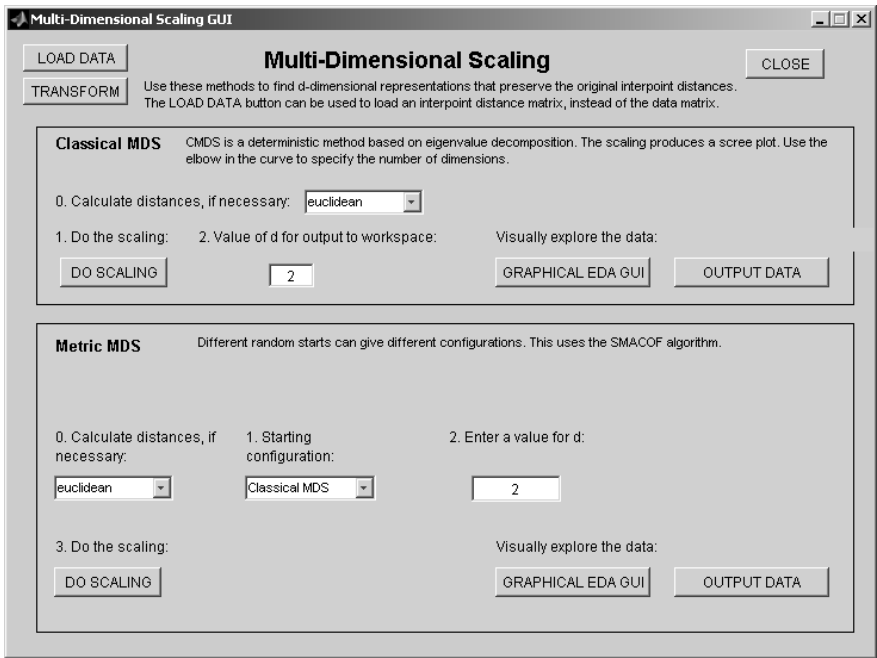 Multi-Dimensional Scaling GUI
LOAD DATA
Multi-Dimensional Scaling
CLOSE
TRANSFORM
Use these methods to find d-dimensional representations that preserve the original interpoint distances.
The LOAD DATA button can be used to load an interpoint distance matrix, instead of the data matrix.
Classical MDS
CMDS is a deterministic method based on eigenvalue decomposition. The scaling produces a scree plot. Use the
elbow in the curve to specify the number of dimensions.
0. Calculate distances, if necessary:
euclidean
1. Do the scaling:
2. Value of d for output to workspace:
Visually explore the data:
DO SCALING
2
GRAPHICAL EDA GUI
OUTPUT DATA
Metric MDS
Different random starts can give different configurations. This uses the SMACOF algorithm.
0. Calculate distances, if
necessary:
1. Starting
configuration:
2. Enter a value for d:
euclidean
Classical MDS
2
3. Do the scaling:
Visually explore the data:
DO SCALING
GRAPHICAL EDA GUI
OUTPUT DATA